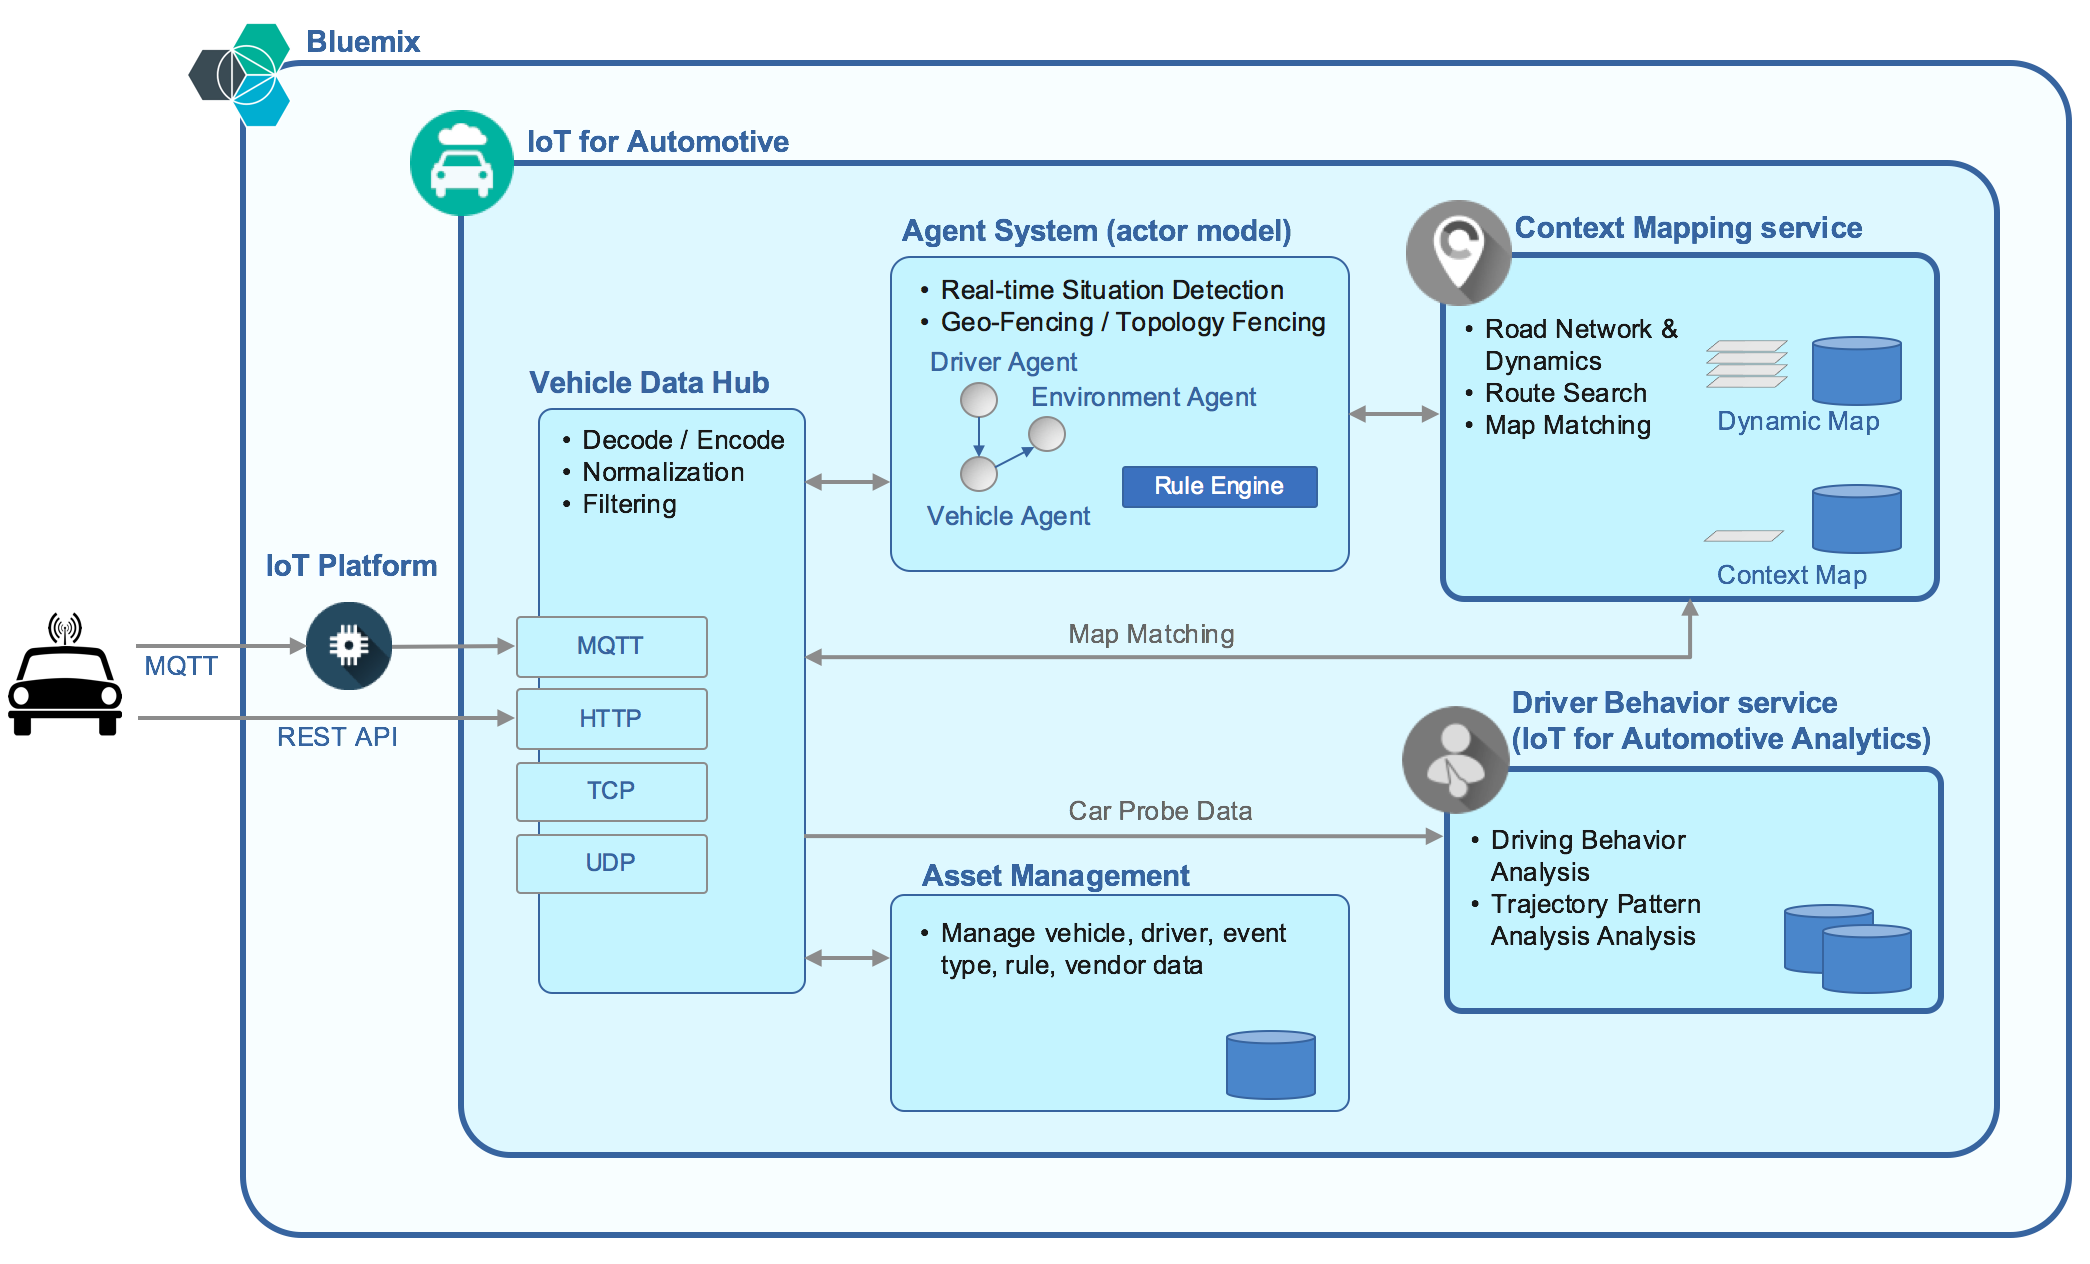 Bluemix
IoT for Automotive
Agent System (actor model)
• Real-time Situation Detection
• Geo-Fencing / Topology Fencing
Driver Agent
Environment Agent
Vehicle Agent
Rule Engine
Context Mapping service
• Road Network &
Dynamics
• Route Search
• Map Matching
Dynamic Map
Context Map
Vehicle Data Hub
• Decode / Encode
• Normalization
• Filtering
IoT Platform
MQTT
REST API
MQTT
HTTP
TCP
UDP
Map Matching
Car Probe Data
Driver Behavior service
(IoT for Automotive Analytics)
• Driving Behavior
Analysis
• Trajectory Pattern
Analysis Analysis
Asset Management
• Manage vehicle, driver, event
type, rule, vendor data